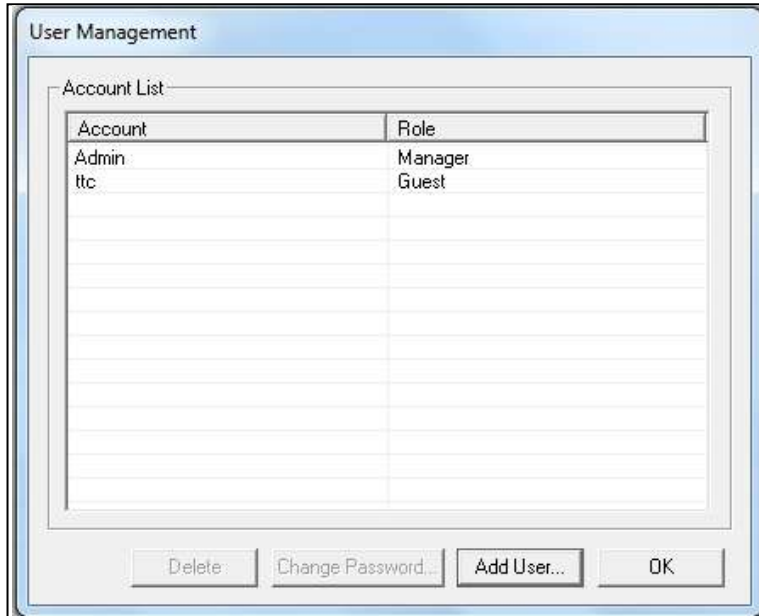 User Management
Account List
Account Role
Admin Manager
ttc Guest
Delete Change Password... Add User... OK